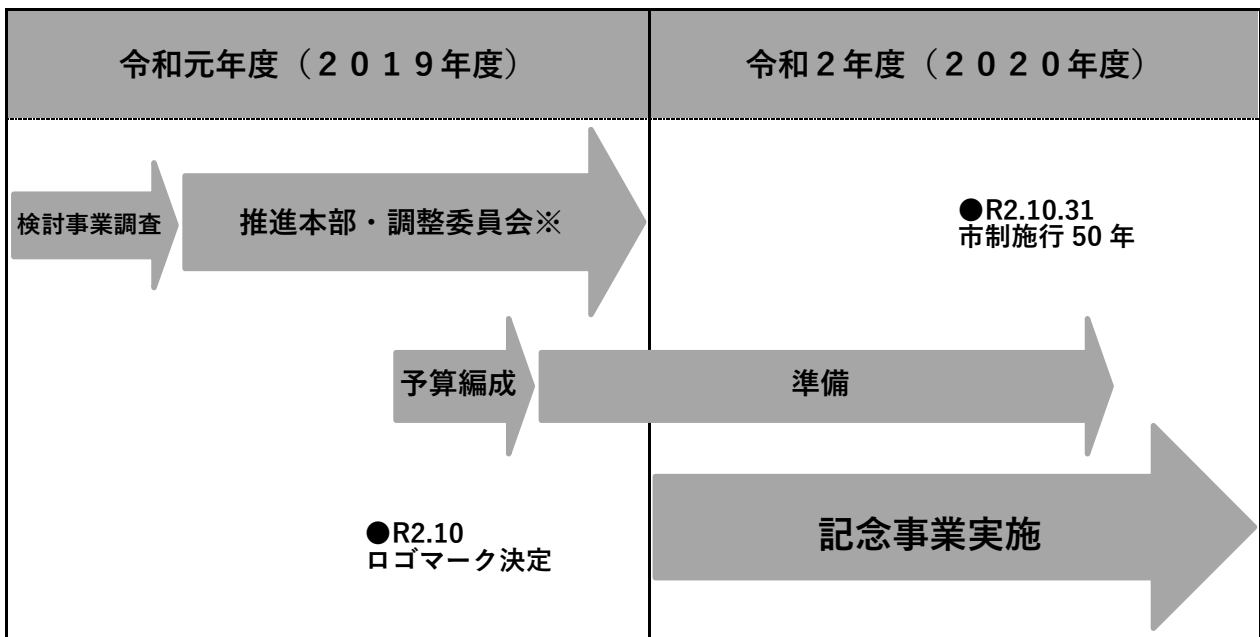 令和元年度（２０１９年度）
令和２年度（２０２０年度）
検討事業調査
推進本部・調整委員会※
●R2.10.31
市制施行 50 年
予算編成
準備
●R2.10
ロゴマーク決定
記念事業実施